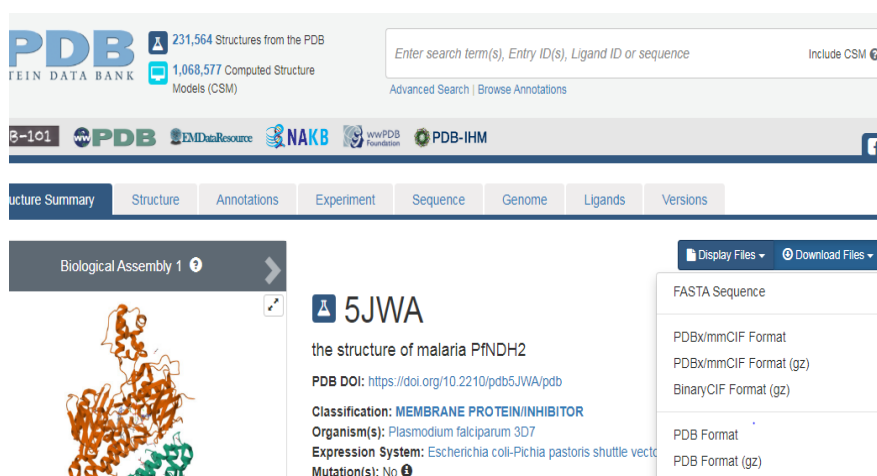 PDB
TEIN DATA BANK
231,564 Structures from the PDB
1,068,577 Computed Structure
Models (CSM)
Enter search term(s), Entry ID(s), Ligand ID or sequence
Include CSM
Advanced Search | Browse Annotations
B-101
PDB
EMDataResource
NAKB
wwPDB
Foundation
PDB-IHM
ucture Summary
Structure
Annotations
Experiment
Sequence
Genome
Ligands
Versions
Biological Assembly 1 ?
Display Files
Download Files
FASTA Sequence
PDBx/mmCIF Format
PDBx/mmCIF Format (gz)
BinaryCIF Format (gz)
PDB Format
PDB Format (gz)
5JWA
the structure of malaria PfNDH2
PDB DOI: https://doi.org/10.2210/pdb5JWA/pdb
Classification: MEMBRANE PROTEIN/INHIBITOR
Organism(s): Plasmodium falciparum 3D7
Expression System: Escherichia coli-Pichia pastoris shuttle vecto
Mutation(s): No